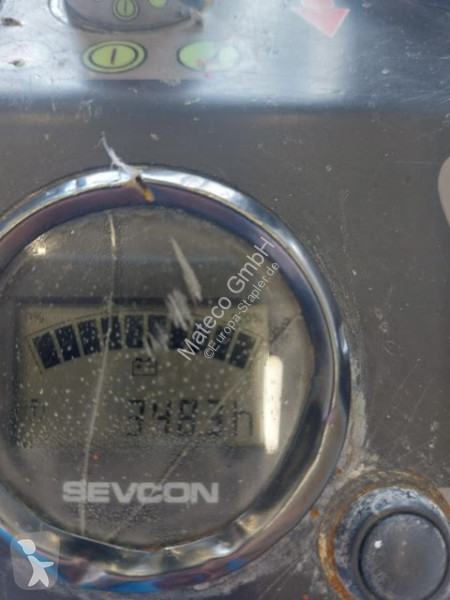 Mateco GmbH
©Europa-Stapler.de
3483h
SEVCON